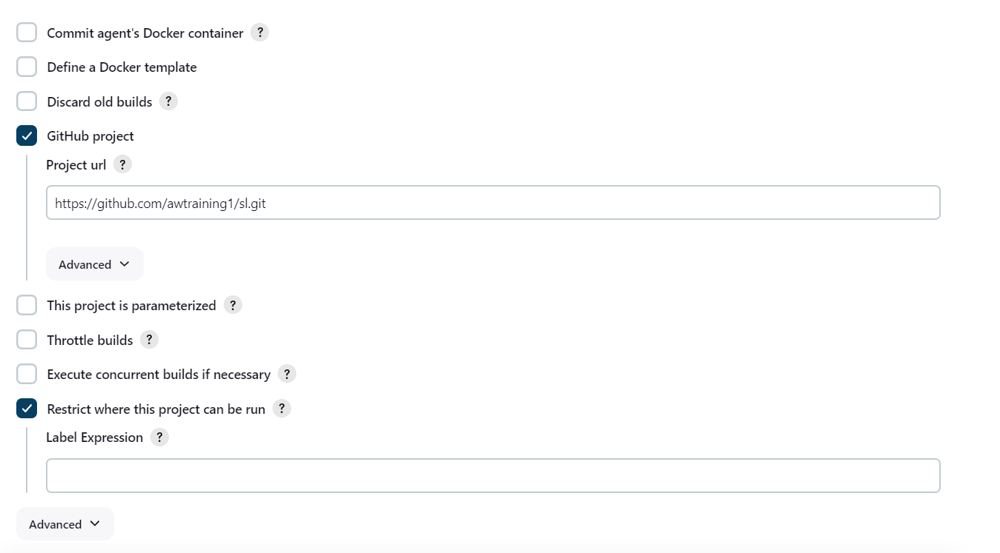 Commit agent's Docker container ?
Define a Docker template
Discard old builds ?
GitHub project
Project url ?
https://github.com/awtraining1/sl.git
Advanced
This project is parameterized ?
Throttle builds ?
Execute concurrent builds if necessary ?
Restrict where this project can be run ?
Label Expression ?
Advanced